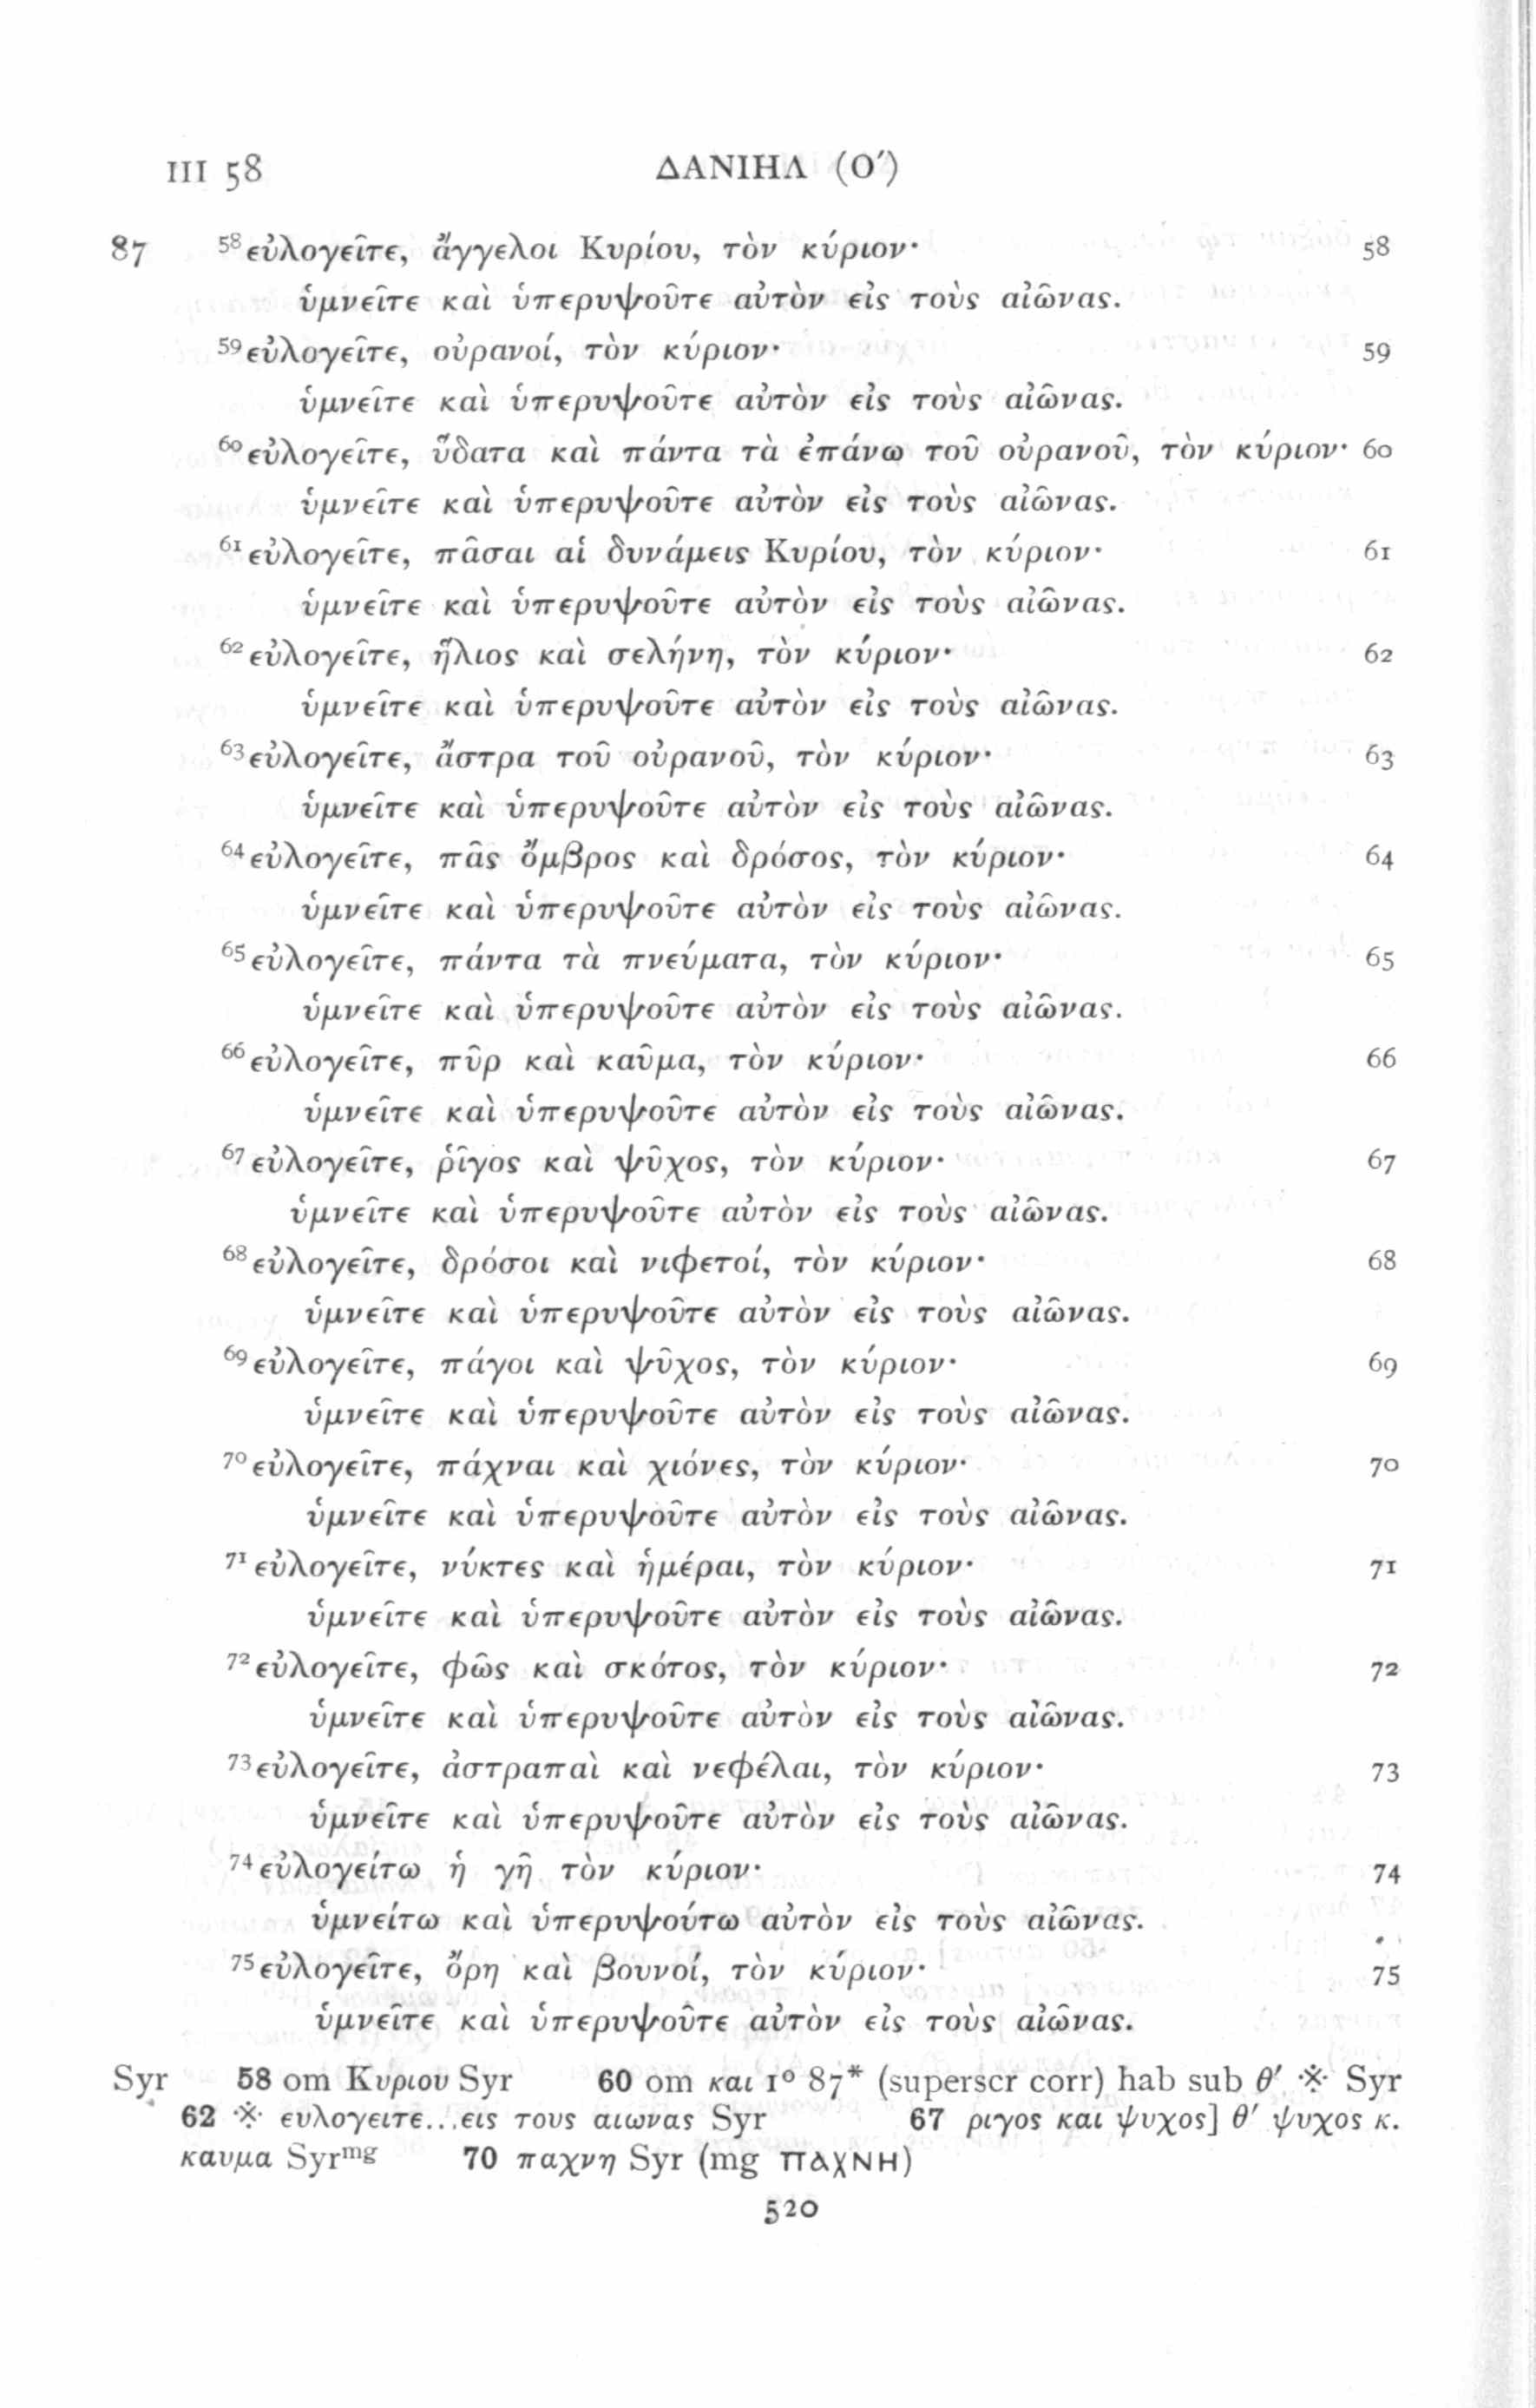 III 58 ΔΑΝΙΗΛ (Ο′)
87 58 εὐλογεῖτε, ἄγγελοι Κυρίου, τὸν κύριον· 58
ὑμνεῖτε καὶ ὑπερυψοῦτε αὐτὸν εἰς τοὺς αἰῶνας.
59 εὐλογεῖτε, οὐρανοί, τὸν κύριον· 59
ὑμνεῖτε καὶ ὑπερυψοῦτε αὐτὸν εἰς τοὺς αἰῶνας.
60 εὐλογεῖτε, ὕδατα καὶ πάντα τὰ ἐπάνω τοῦ οὐρανοῦ, τὸν κύριον· 60
ὑμνεῖτε καὶ ὑπερυψοῦτε αὐτὸν εἰς τοὺς αἰῶνας.
61 εὐλογεῖτε, πᾶσαι αἱ δυνάμεις Κυρίου, τὸν κύριον· 61
ὑμνεῖτε καὶ ὑπερυψοῦτε αὐτὸν εἰς τοὺς αἰῶνας.
62 εὐλογεῖτε, ἥλιος καὶ σελήνη, τὸν κύριον· 62
ὑμνεῖτε καὶ ὑπερυψοῦτε αὐτὸν εἰς τοὺς αἰῶνας.
63 εὐλογεῖτε, ἄστρα τοῦ οὐρανοῦ, τὸν κύριον· 63
ὑμνεῖτε καὶ ὑπερυψοῦτε αὐτὸν εἰς τοὺς αἰῶνας.
64 εὐλογεῖτε, πᾶς ὄμβρος καὶ δρόσος, τὸν κύριον· 64
ὑμνεῖτε καὶ ὑπερυψοῦτε αὐτὸν εἰς τοὺς αἰῶνας.
65 εὐλογεῖτε, πάντα τὰ πνεύματα, τὸν κύριον· 65
ὑμνεῖτε καὶ ὑπερυψοῦτε αὐτὸν εἰς τοὺς αἰῶνας.
66 εὐλογεῖτε, πῦρ καὶ καῦμα, τὸν κύριον· 66
ὑμνεῖτε καὶ ὑπερυψοῦτε αὐτὸν εἰς τοὺς αἰῶνας.
67 εὐλογεῖτε, ῥῖγος καὶ ψῦχος, τὸν κύριον· 67
ὑμνεῖτε καὶ ὑπερυψοῦτε αὐτὸν εἰς τοὺς αἰῶνας.
68 εὐλογεῖτε, δρόσοι καὶ νιφετοί, τὸν κύριον· 68
ὑμνεῖτε καὶ ὑπερυψοῦτε αὐτὸν εἰς τοὺς αἰῶνας.
69 εὐλογεῖτε, πάγοι καὶ ψῦχος, τὸν κύριον· 69
ὑμνεῖτε καὶ ὑπερυψοῦτε αὐτὸν εἰς τοὺς αἰῶνας.
70 εὐλογεῖτε, πάχναι καὶ χιόνες, τὸν κύριον· 70
ὑμνεῖτε καὶ ὑπερυψοῦτε αὐτὸν εἰς τοὺς αἰῶνας.
71 εὐλογεῖτε, νύκτες καὶ ἡμέραι, τὸν κύριον· 71
ὑμνεῖτε καὶ ὑπερυψοῦτε αὐτὸν εἰς τοὺς αἰῶνας.
72 εὐλογεῖτε, φῶς καὶ σκότος, τὸν κύριον· 72
ὑμνεῖτε καὶ ὑπερυψοῦτε αὐτὸν εἰς τοὺς αἰῶνας.
73 εὐλογεῖτε, ἀστραπαὶ καὶ νεφέλαι, τὸν κύριον· 73
ὑμνεῖτε καὶ ὑπερυψοῦτε αὐτὸν εἰς τοὺς αἰῶνας.
74 εὐλογείτω ἡ γῆ τὸν κύριον· 74
ὑμνείτω καὶ ὑπερυψούτω αὐτὸν εἰς τοὺς αἰῶνας.
75 εὐλογεῖτε, ὄρη καὶ βουνοί, τὸν κύριον· 75
ὑμνεῖτε καὶ ὑπερυψοῦτε αὐτὸν εἰς τοὺς αἰῶνας.
Syr 58 om Κυριου Syr 60 om και 1° 87* (superscr corr) hab sub θ′ ※ Syr
62 ※ ευλογειτε...εις τους αιωνας Syr 67 ριγος και ψυχος] θ′ ψυχος κ.
καυμα Syrmg 70 παχνη Syr (mg ΠΑΧΝΗ)
520